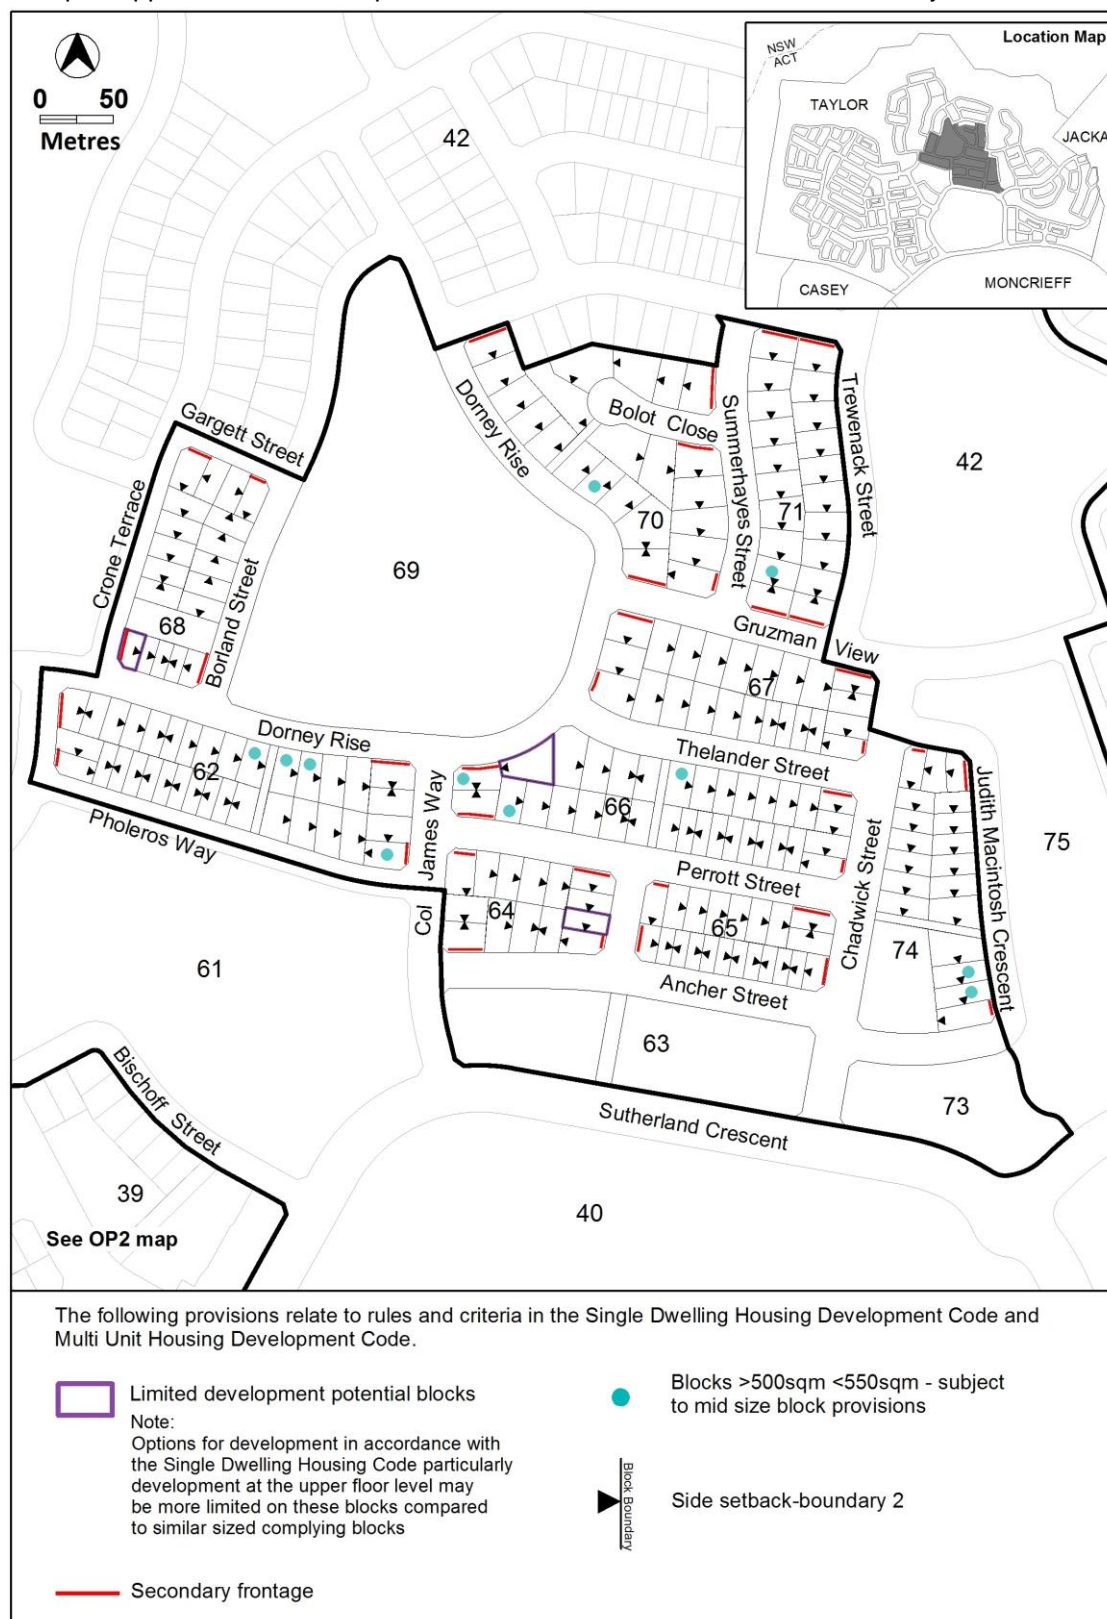 0 50
Metres
Location Map
NSW
ACT
TAYLOR
JACKA
CASEY
MONCRIEFF
42
Gargett Street
Crone Terrace
Borland Street
68
69
Dorney Rise
Bolot Close
Summerhayes Street
Trewenack Street
70
71
42
Gruzman View
67
Dorney Rise
Thelander Street
62
66
Pholeros Way
Col James Way
Perrott Street
Chadwick Street
Judith Macintosh Crescent
75
64
65
74
61
Ancher Street
63
73
Sutherland Crescent
Bischoff Street
39
40
See OP2 map
The following provisions relate to rules and criteria in the Single Dwelling Housing Development Code and
Multi Unit Housing Development Code.
Limited development potential blocks
Note:
Options for development in accordance with
the Single Dwelling Housing Code particularly
development at the upper floor level may
be more limited on these blocks compared
to similar sized complying blocks
Secondary frontage
Blocks >500sqm <550sqm - subject
to mid size block provisions
Block Boundary
Side setback-boundary 2